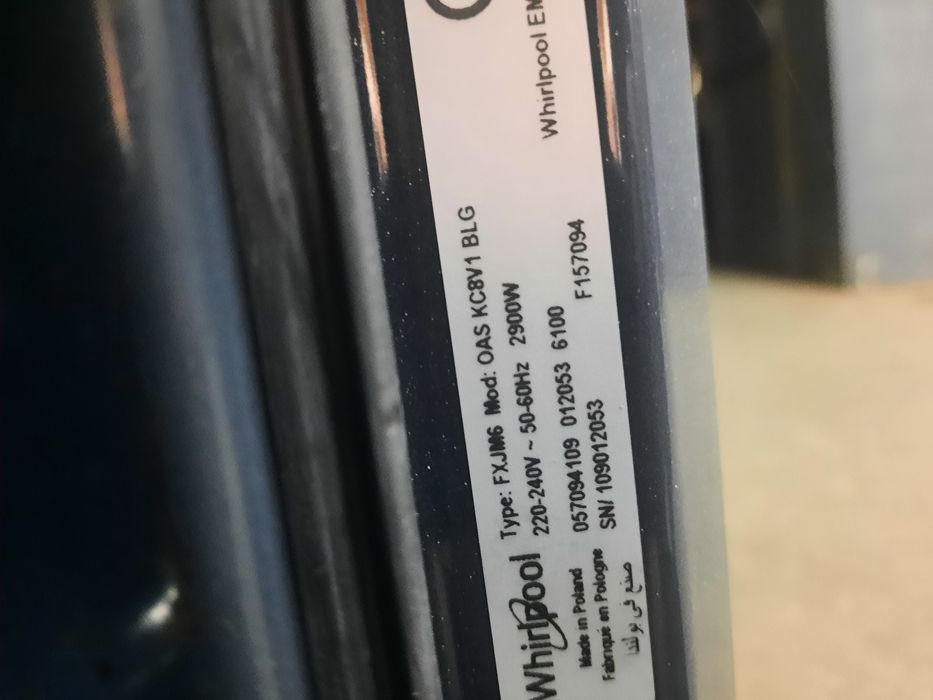 Whirlpool
Type: FXJM6 Mod: OAS KC8V1 BLG
220-240V ~ 50-60Hz 2900W
Made in Poland
Fabriqué en Pologne
صنع في بولندا
057094109 012053 6100
SN/ 109012053
F157094
Whirlpool